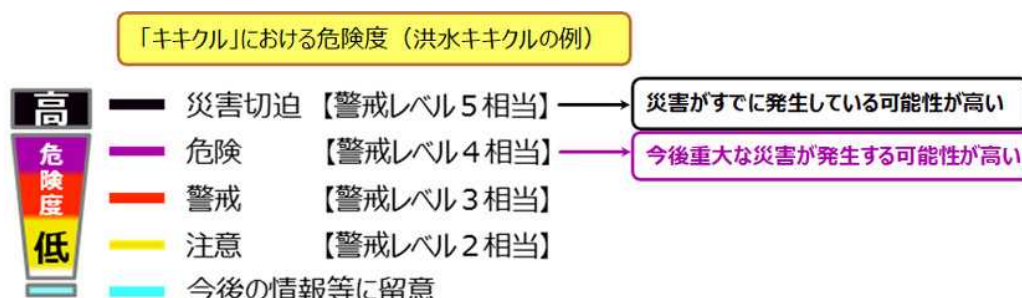 「キキクル」における危険度（洪水キキクルの例）
高
危険度
低
災害切迫 【警戒レベル5相当】
災害がすでに発生している可能性が高い
危険 【警戒レベル4相当】
今後重大な災害が発生する可能性が高い
警戒 【警戒レベル3相当】
注意 【警戒レベル2相当】
今後の情報等に留意